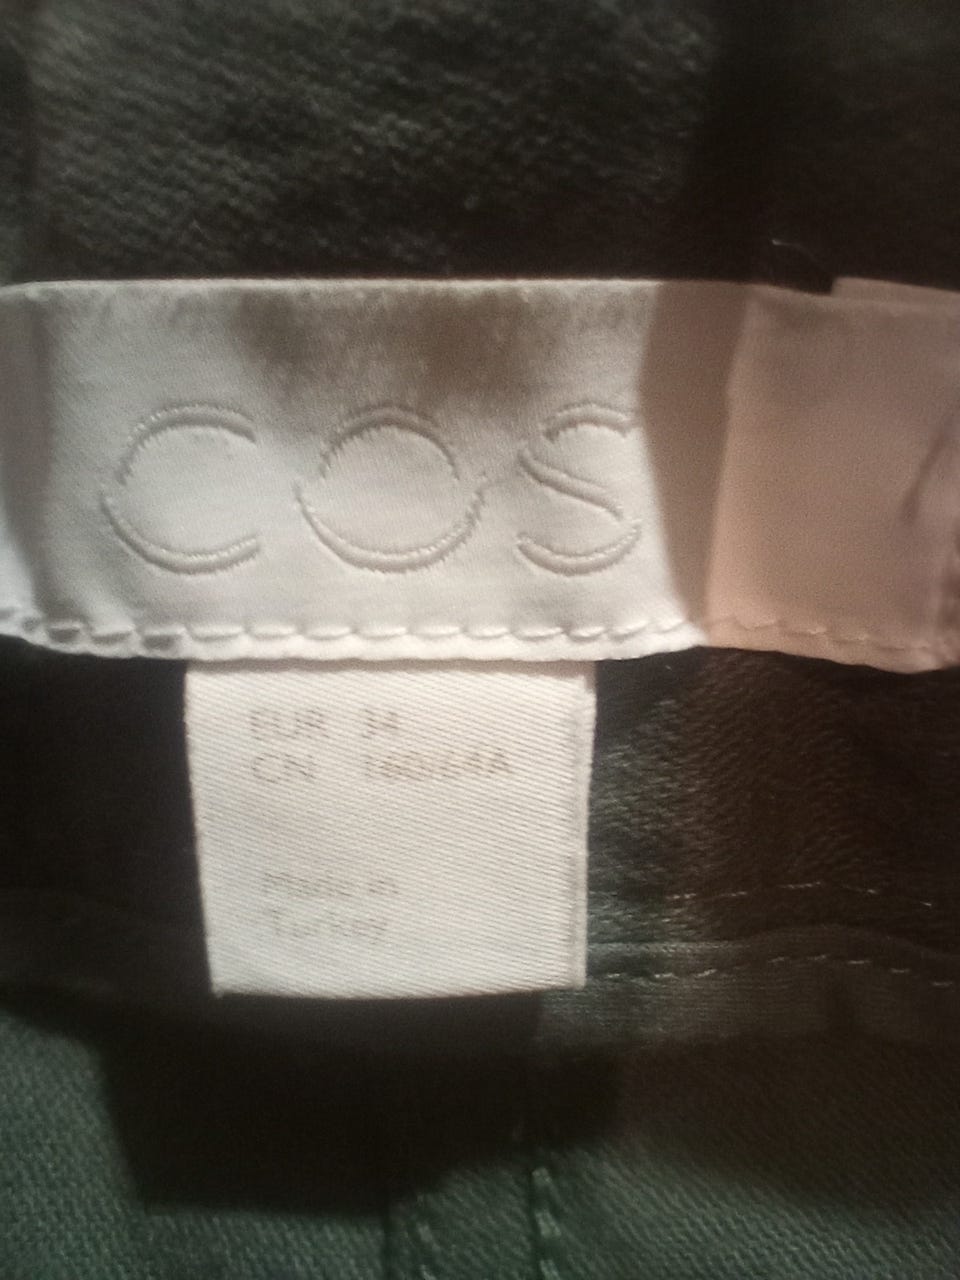 COS
EUR 34
CN 160/64A
Made in
Turkey